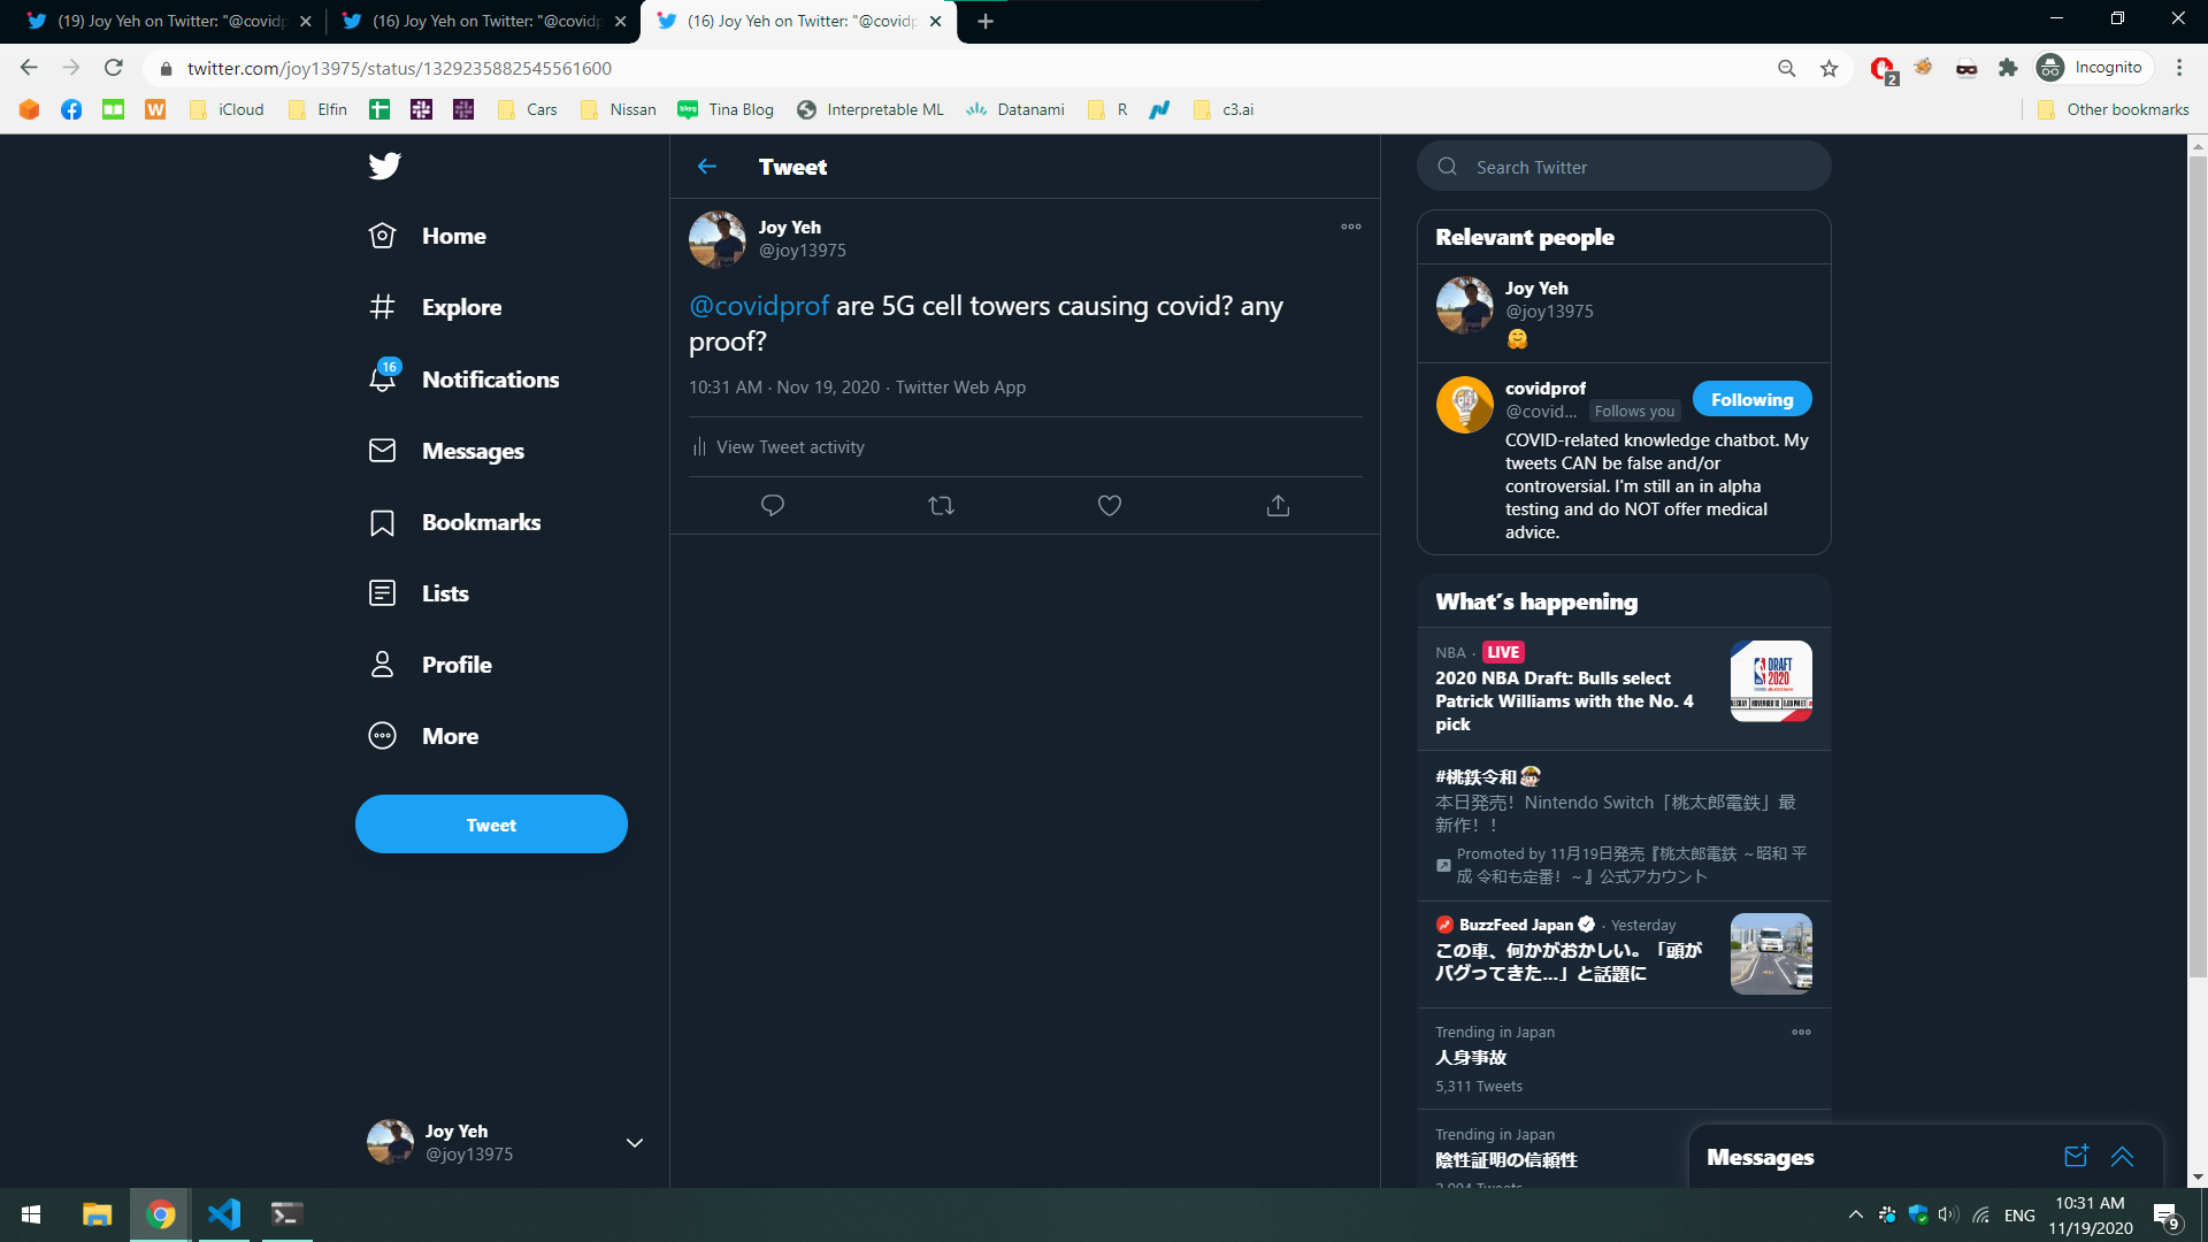 (19) Joy Yeh on Twitter: "@covidp
(16) Joy Yeh on Twitter: "@covidp
(16) Joy Yeh on Twitter: "@covidp
twitter.com/joy13975/status/1329235882545561600
2
Incognito
iCloud
Elfin
Cars
Nissan
blog
Tina Blog
Interpretable ML
Datanami
R
c3.ai
Other bookmarks
Home
Explore
16
Notifications
Messages
Bookmarks
Lists
Profile
More
Tweet
Joy Yeh
@joy13975
Tweet
Joy Yeh
@joy13975
@covidprof are 5G cell towers causing covid? any
proof?
10:31 AM · Nov 19, 2020 · Twitter Web App
View Tweet activity
Search Twitter
Relevant people
Joy Yeh
@joy13975
🤗
covidprof
@covid... Follows you
Following
COVID-related knowledge chatbot. My
tweets CAN be false and/or
controversial. I'm still an in alpha
testing and do NOT offer medical
advice.
What's happening
NBA · LIVE
2020 NBA Draft: Bulls select
Patrick Williams with the No. 4
pick
DRAFT
2020
#桃鉄令和
本日発売！Nintendo Switch「桃太郎電鉄」最
新作！！
Promoted by 11月19日発売『桃太郎電鉄 ～昭和 平
成 令和も定番！～』公式アカウント
BuzzFeed Japan · Yesterday
この車、何かがおかしい。「頭が
バグってきた...」と話題に
Trending in Japan
人身事故
5,311 Tweets
Trending in Japan
陰性証明の信頼性
Messages
ENG
10:31 AM
11/19/2020
9